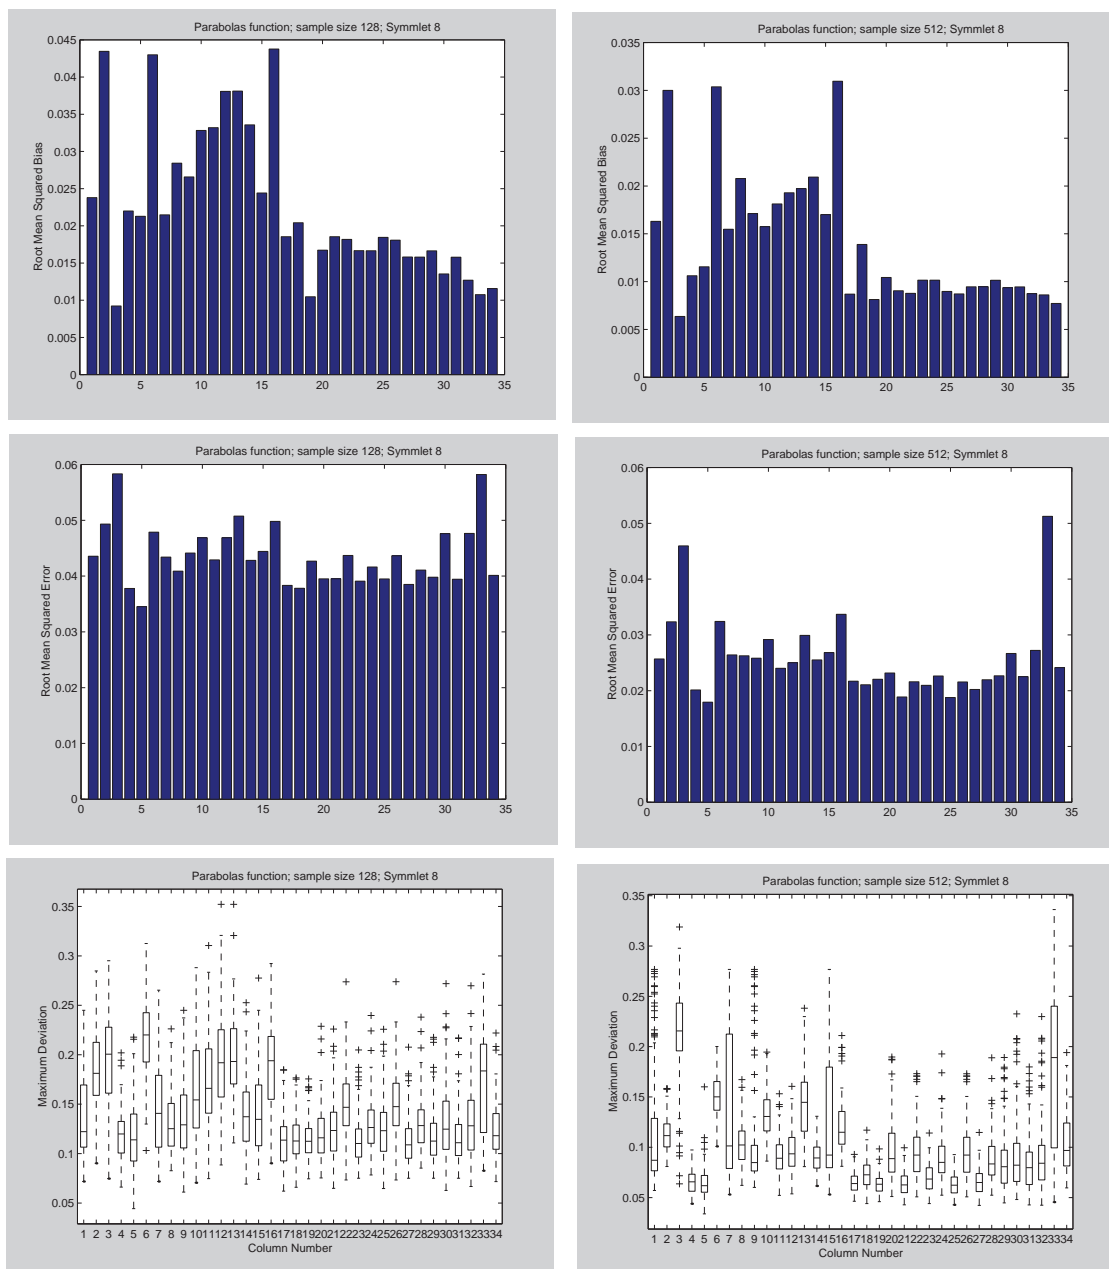 Parabolas function; sample size 128; Symmlet 8
0.045
0.04
0.035
0.03
0.025
0.02
0.015
0.01
0.005
0
Root Mean Squared Bias
0 5 10 15 20 25 30 35
Parabolas function; sample size 512; Symmlet 8
0.035
0.03
0.025
0.02
0.015
0.01
0.005
0
Root Mean Squared Bias
0 5 10 15 20 25 30 35
Parabolas function; sample size 128; Symmlet 8
0.06
0.05
0.04
0.03
0.02
0.01
0
Root Mean Squared Error
0 5 10 15 20 25 30 35
Parabolas function; sample size 512; Symmlet 8
0.06
0.05
0.04
0.03
0.02
0.01
0
Root Mean Squared Error
0 5 10 15 20 25 30 35
Parabolas function; sample size 128; Symmlet 8
0.35
0.3
0.25
0.2
0.15
0.1
0.05
Maximum Deviation
1 2 3 4 5 6 7 8 9 10 11 12 13 14 15 16 17 18 19 20 21 22 23 24 25 26 27 28 29 30 31 32 33 34
Column Number
Parabolas function; sample size 512; Symmlet 8
0.35
0.3
0.25
0.2
0.15
0.1
0.05
Maximum Deviation
1 2 3 4 5 6 7 8 9 10 11 12 13 14 15 16 17 18 19 20 21 22 23 24 25 26 27 28 29 30 31 32 33 34
Column Number